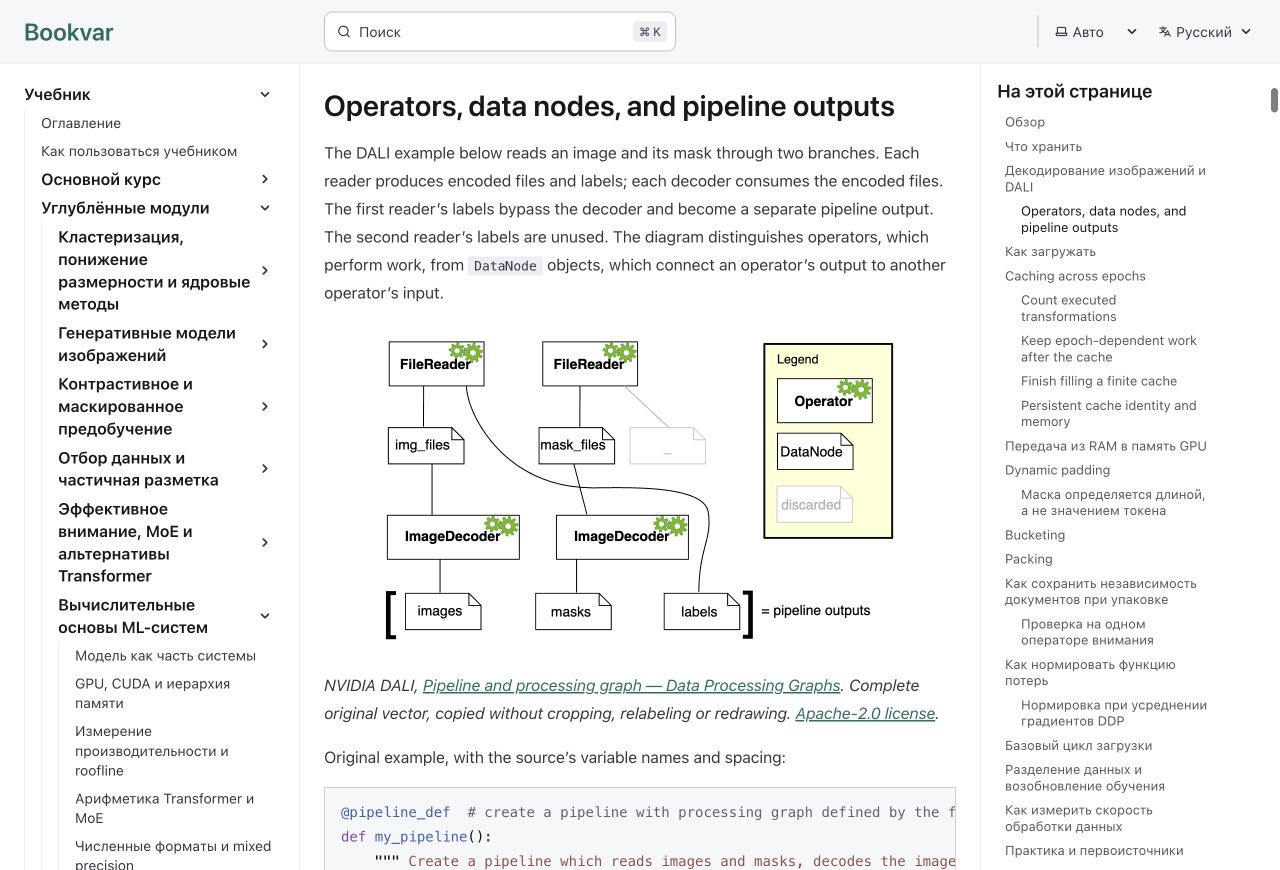 Bookvar
Поиск
⌘ K
Авто
Русский
Учебник
Оглавление
Как пользоваться учебником
Основной курс
Углублённые модули
Кластеризация,
понижение
размерности и ядровые
методы
Генеративные модели
изображений
Контрастивное и
маскированное
предобучение
Отбор данных и
частичная разметка
Эффективное
внимание, MoE и
альтернативы
Transformer
Вычислительные
основы ML-систем
Модель как часть системы
GPU, CUDA и иерархия
памяти
Измерение
производительности и
roofline
Арифметика Transformer и
MoE
Численные форматы и mixed
precision
Operators, data nodes, and pipeline outputs
The DALI example below reads an image and its mask through two branches. Each
reader produces encoded files and labels; each decoder consumes the encoded files.
The first reader’s labels bypass the decoder and become a separate pipeline output.
The second reader’s labels are unused. The diagram distinguishes operators, which
perform work, from DataNode objects, which connect an operator’s output to another
operator’s input.
FileReader
FileReader
img_files
mask_files
_
ImageDecoder
ImageDecoder
images
masks
labels
= pipeline outputs
Legend
Operator
DataNode
discarded
NVIDIA DALI, Pipeline and processing graph — Data Processing Graphs. Complete
original vector, copied without cropping, relabeling or redrawing. Apache-2.0 license.
Original example, with the source’s variable names and spacing:
@pipeline_def  # create a pipeline with processing graph defined by the f
def my_pipeline():
    """ Create a pipeline which reads images and masks, decodes the image
На этой странице
Обзор
Что хранить
Декодирование изображений и
DALI
Operators, data nodes, and
pipeline outputs
Как загружать
Caching across epochs
Count executed
transformations
Keep epoch-dependent work
after the cache
Finish filling a finite cache
Persistent cache identity and
memory
Передача из RAM в память GPU
Dynamic padding
Маска определяется длиной,
а не значением токена
Bucketing
Packing
Как сохранить независимость
документов при упаковке
Проверка на одном
операторе внимания
Как нормировать функцию
потерь
Нормировка при усреднении
градиентов DDP
Базовый цикл загрузки
Разделение данных и
возобновление обучения
Как измерить скорость
обработки данных
Практика и первоисточники